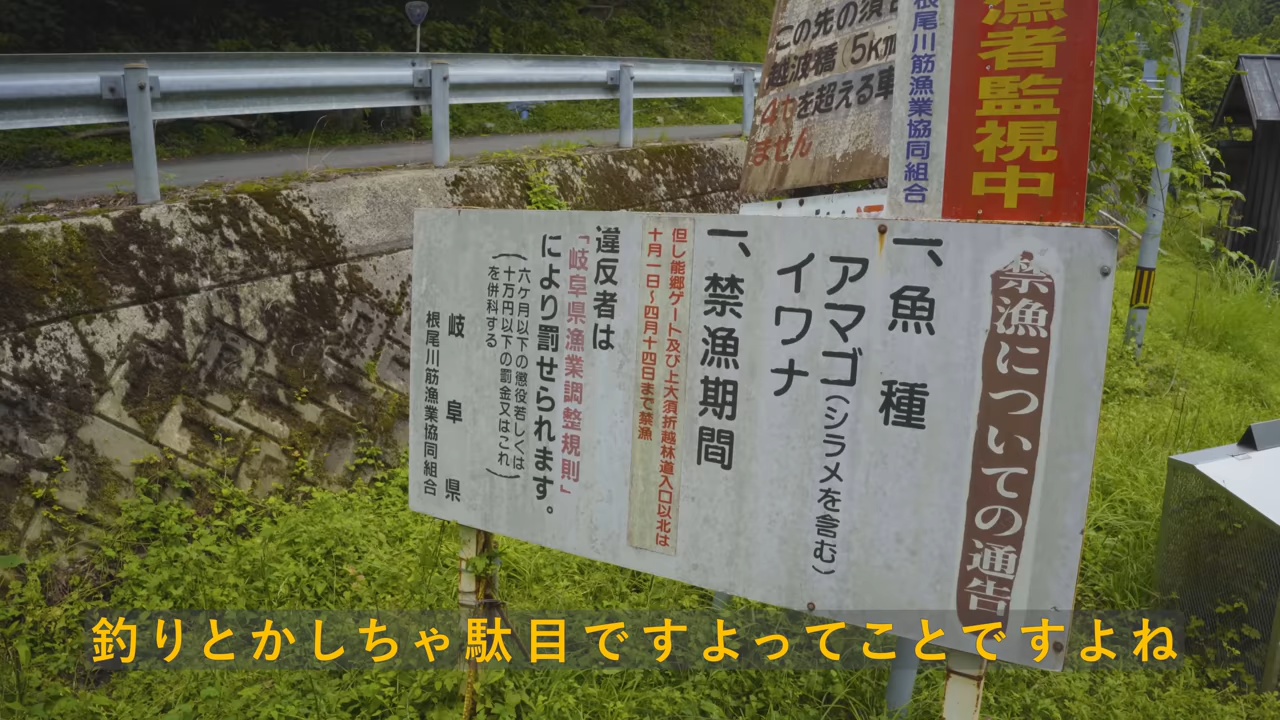 禁漁についての通告
一、魚種
アマゴ(シラメを含む)
イワナ
一、禁漁期間
但し能郷ゲート及び上大須折越林道入口以北は
十月一日〜四月十四日まで禁漁
違反者は
「岐阜県漁業調整規則」
により罰せられます。
(六ケ月以下の懲役若しくは
十万円以下の罰金又はこれ
を併科する)
岐阜県
根尾川筋漁業協同組合
漁者監視中
根尾川筋漁業協同組合
この先の須
越波橋(5km
4tを超える車
ません
釣りとかしちゃ駄目ですよってことですよね